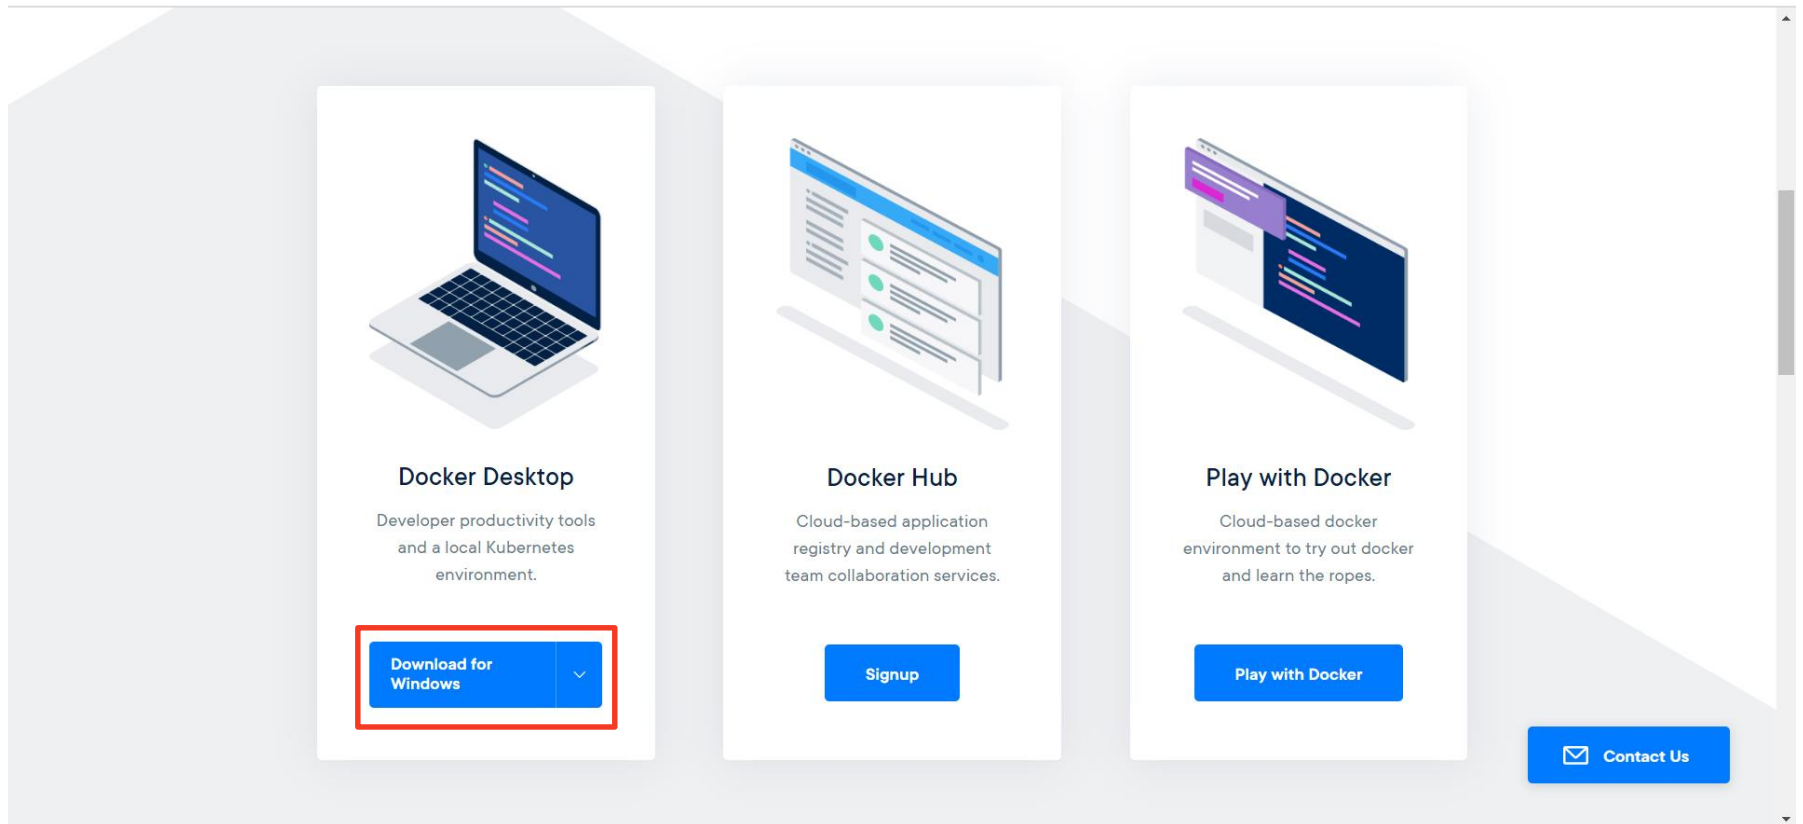 Docker Desktop
Developer productivity tools
and a local Kubernetes
environment.
Download for
Windows
Docker Hub
Cloud-based application
registry and development
team collaboration services.
Signup
Play with Docker
Cloud-based docker
environment to try out docker
and learn the ropes.
Play with Docker
Contact Us